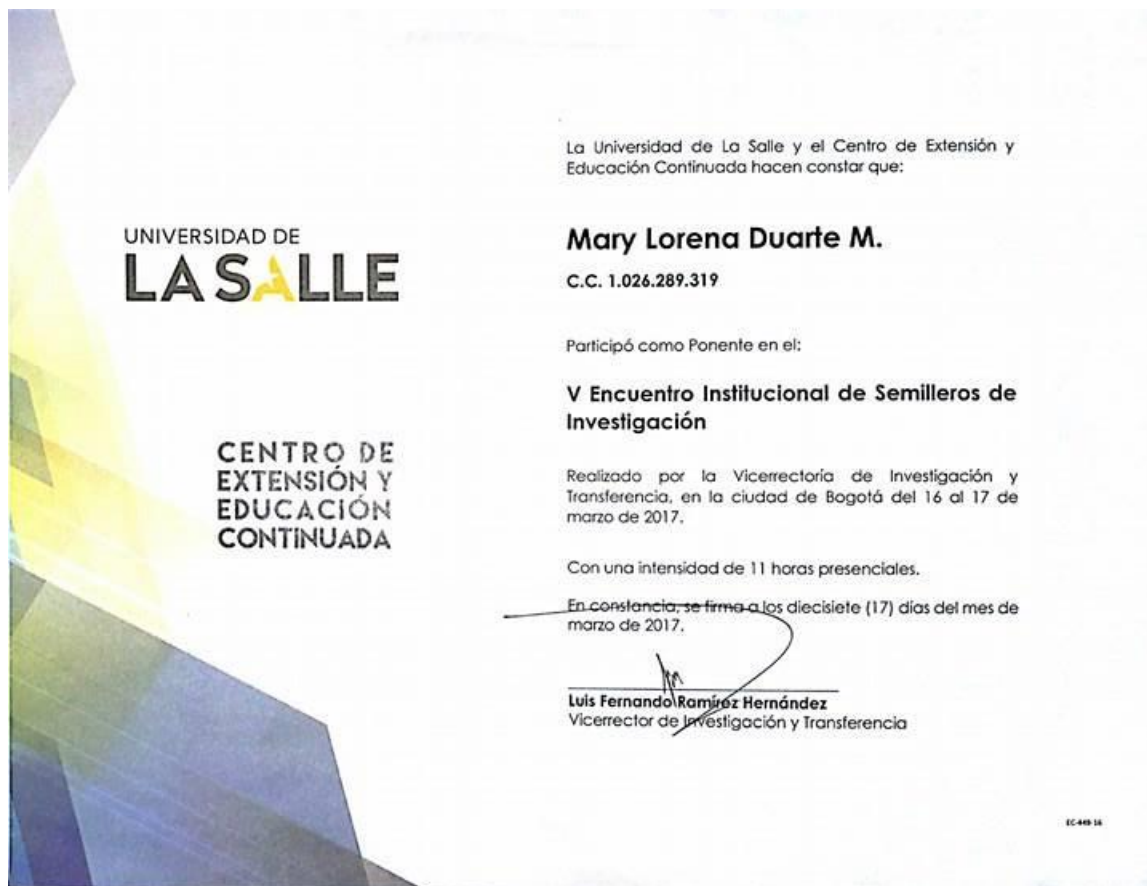 UNIVERSIDAD DE
LA SALLE
CENTRO DE
EXTENSIÓN Y
EDUCACIÓN
CONTINUADA
La Universidad de La Salle y el Centro de Extensión y
Educación Continuada hacen constar que:
Mary Lorena Duarte M.
C.C. 1.026.289.319
Participó como Ponente en el:
V Encuentro Institucional de Semilleros de
Investigación
Realizado por la Vicerrectoría de Investigación y
Transferencia, en la ciudad de Bogotá del 16 al 17 de
marzo de 2017.
Con una intensidad de 11 horas presenciales.
En constancia, se firma a los diecisiete (17) días del mes de
marzo de 2017.
Luis Fernando Ramírez Hernández
Vicerrector de Investigación y Transferencia